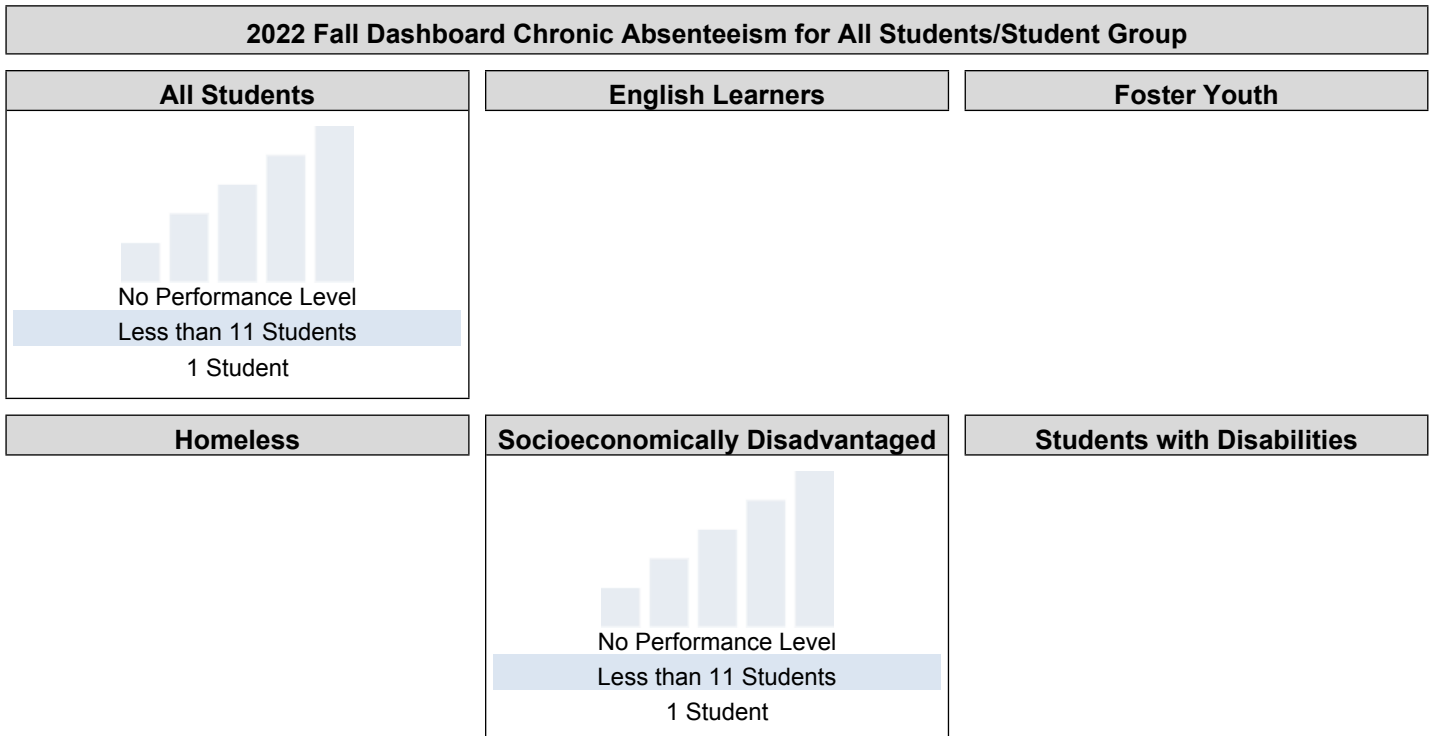 2022 Fall Dashboard Chronic Absenteeism for All Students/Student Group
All Students
English Learners
Foster Youth
No Performance Level
Less than 11 Students
1 Student
Homeless
Socioeconomically Disadvantaged
Students with Disabilities
No Performance Level
Less than 11 Students
1 Student